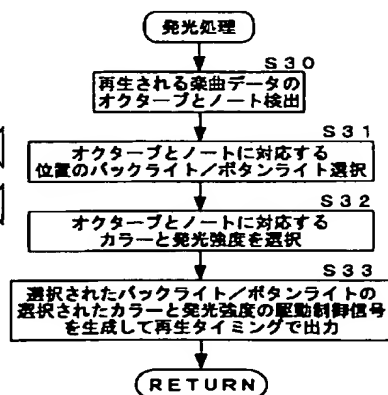 発光処理
S30
再生される楽曲データの
オクターブとノート検出
S31
オクターブとノートに対応する
位置のバックライト/ボタンライト選択
S32
オクターブとノートに対応する
カラーと発光強度を選択
S33
選択されたバックライト/ボタンライトの
選択されたカラーと発光強度の駆動制御信号
を生成して再生タイミングで出力
RETURN